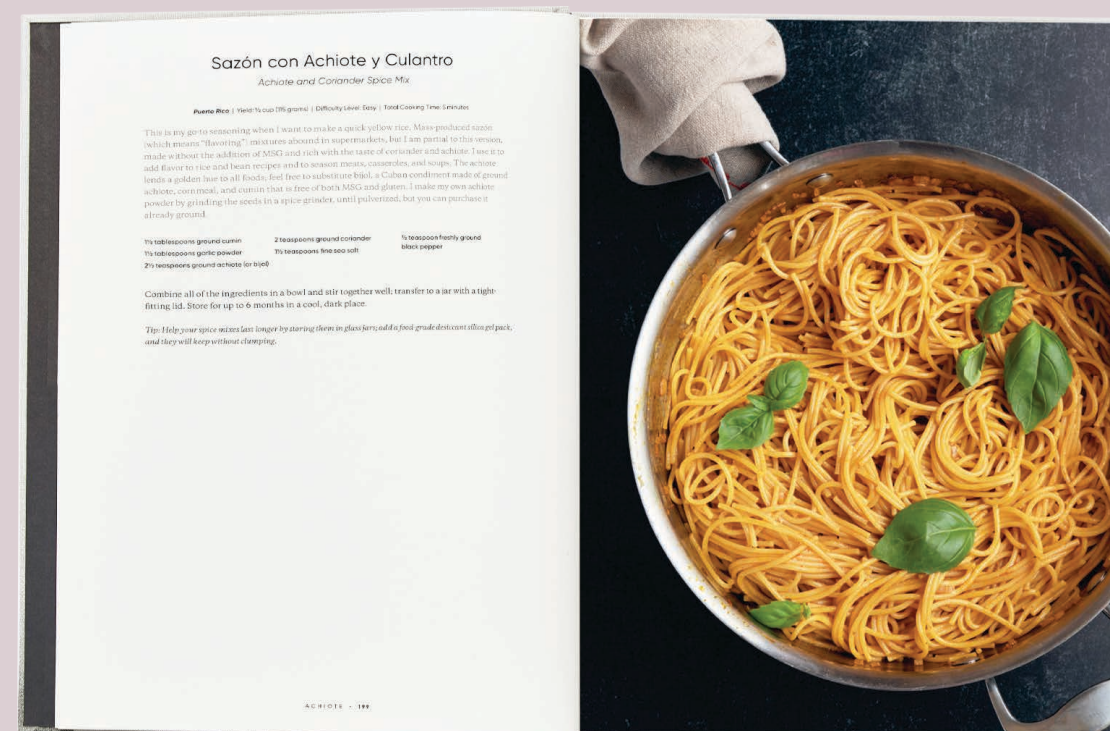 Sazón con Achiote y Culantro
Achiote and Coriander Spice Mix
Puerto Rico | Yield: ¼ cup (35 grams) | Difficulty Level: Easy | Total Cooking Time: 5 minutes
This is my go-to seasoning when I want to make a quick yellow rice. Mass-produced sazón
(which means "flavoring") mixtures abound in supermarkets, but I am partial to this version,
made without the addition of MSG and rich with the taste of coriander and achiote. I use it to
add flavor to rice and bean recipes and to season meats, casseroles, and soups. The achiote
lends a golden hue to all foods; feel free to substitute bijol, a Cuban condiment made of ground
achiote, corn meal, and cumin that is free of both MSG and gluten. I make my own achiote
powder by grinding the seeds in a spice grinder, until pulverized, but you can purchase it
already ground.
tablespoons ground cumin
tablespoons garlic powder
teaspoons ground achiote (or bijol)
2 teaspoons ground coriander
1½ teaspoons fine sea salt
½ teaspoon freshly ground
black pepper
Combine all of the ingredients in a bowl and stir together well; transfer to a jar with a tight-
fitting lid. Store for up to 6 months in a cool, dark place.
Tip: Help your spice mixes last longer by storing them in glass jars; add a food-grade desiccant silica gel pack,
and they will keep without clumping.
ACHIOTE • 199